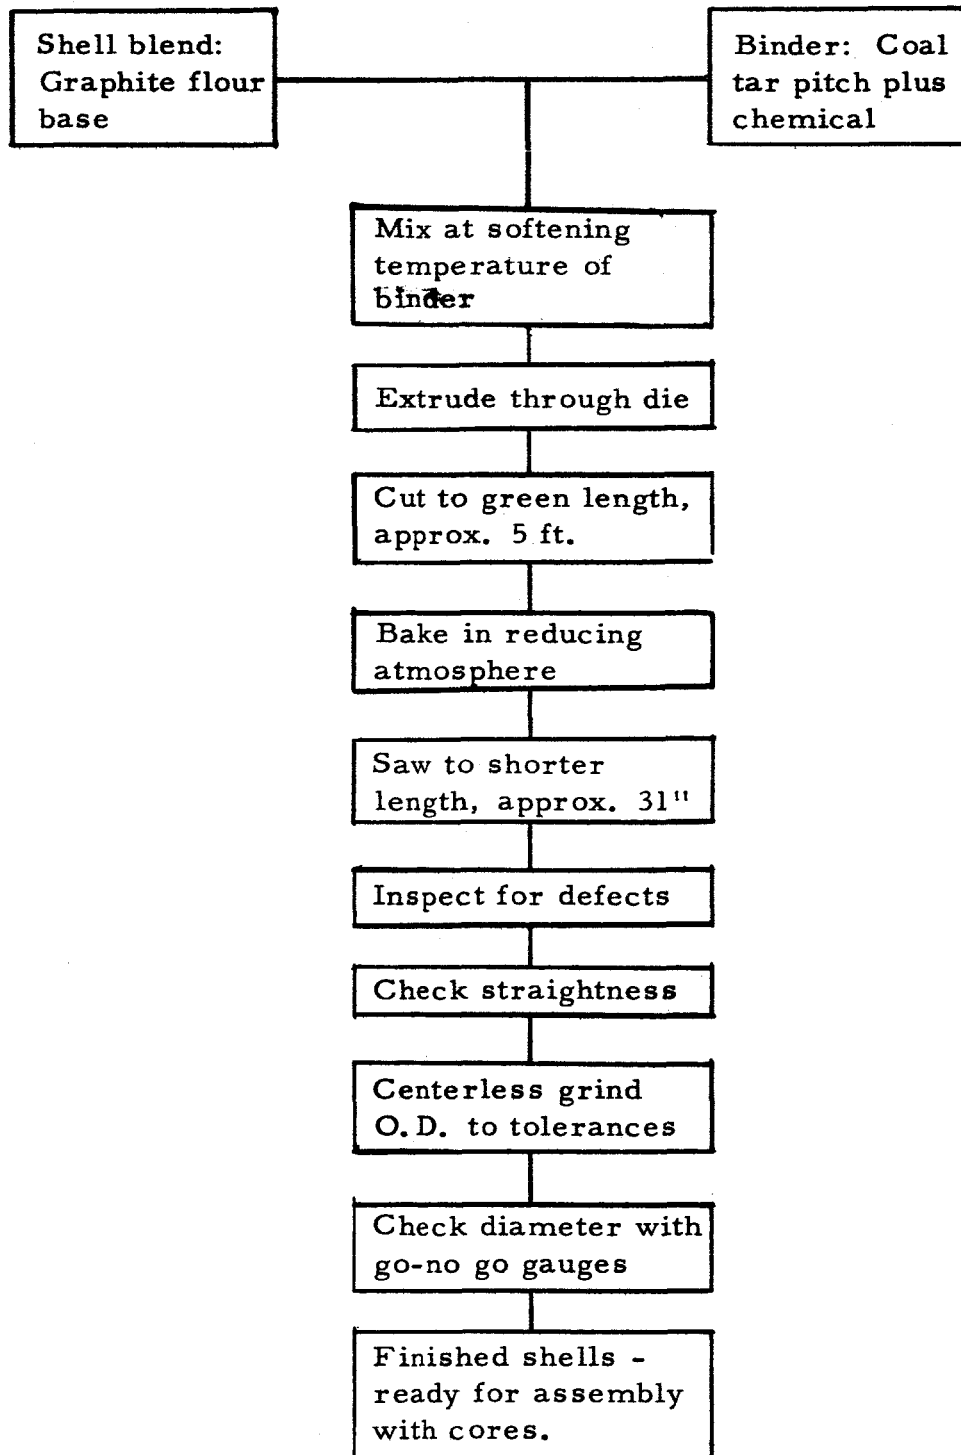 Shell blend:
Graphite flour
base
Binder: Coal
tar pitch plus
chemical
Mix at softening
temperature of
binder
Extrude through die
Cut to green length,
approx. 5 ft.
Bake in reducing
atmosphere
Saw to shorter
length, approx. 31"
Inspect for defects
Check straightness
Centerless grind
O.D. to tolerances
Check diameter with
go-no go gauges
Finished shells -
ready for assembly
with cores.